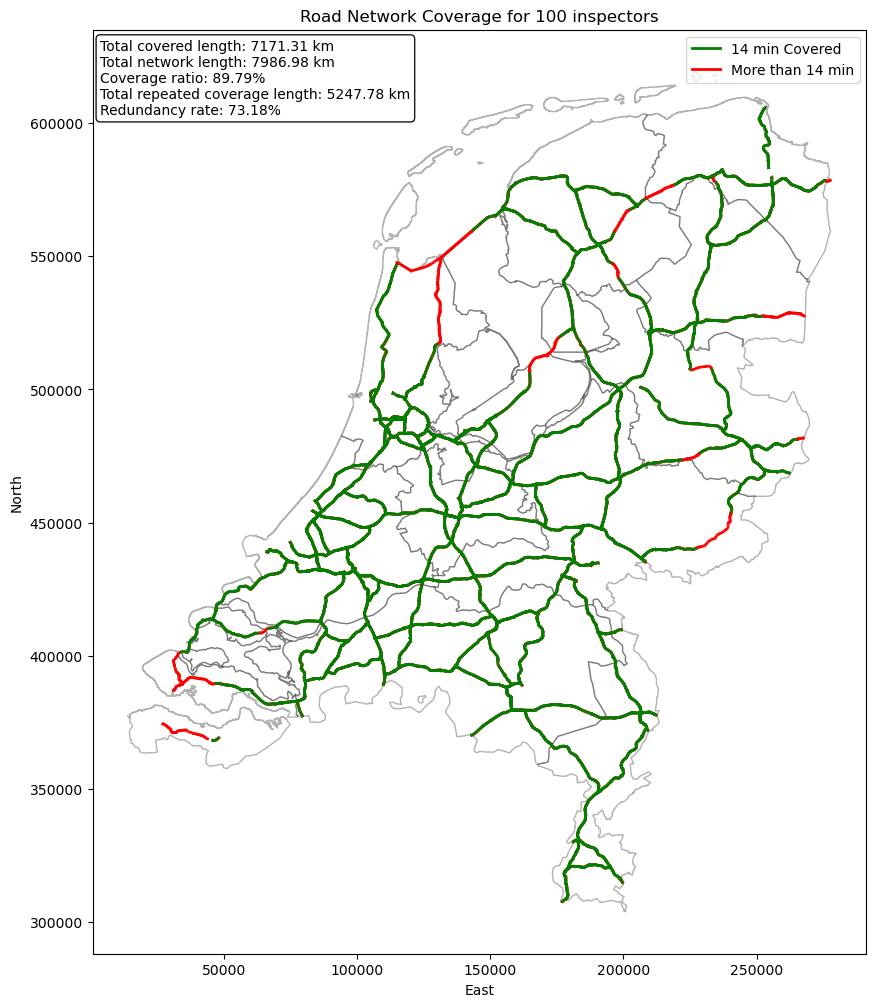 Road Network Coverage for 100 inspectors
Total covered length: 7171.31 km
Total network length: 7986.98 km
Coverage ratio: 89.79%
Total repeated coverage length: 5247.78 km
Redundancy rate: 73.18%
14 min Covered
More than 14 min
600000
550000
500000
450000
400000
350000
300000
North
50000
100000
150000
200000
250000
East